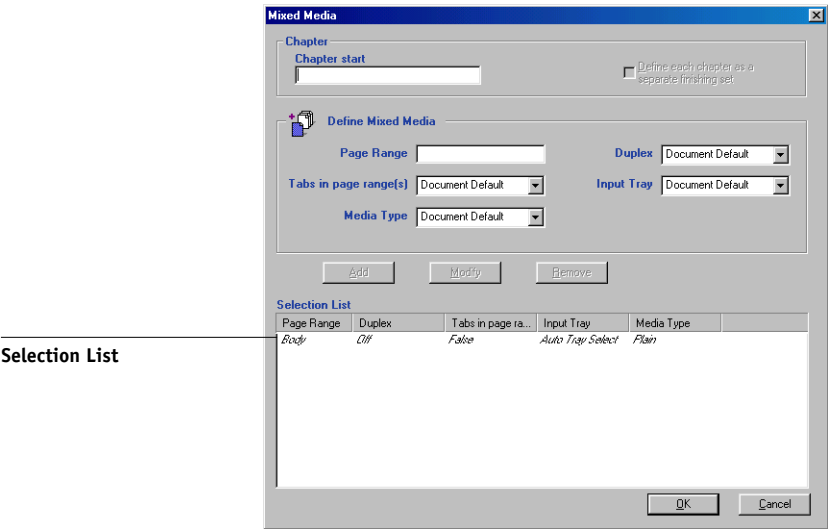 Mixed Media
Chapter
Chapter start
Define each chapter as a
separate finishing set
Define Mixed Media
Page Range
Duplex Document Default
Tabs in page range(s) Document Default
Input Tray Document Default
Media Type Document Default
Add Modify Remove
Selection List
Page Range Duplex Tabs in page ra... Input Tray Media Type
Body Off False Auto Tray Select Plain
Selection List
OK Cancel